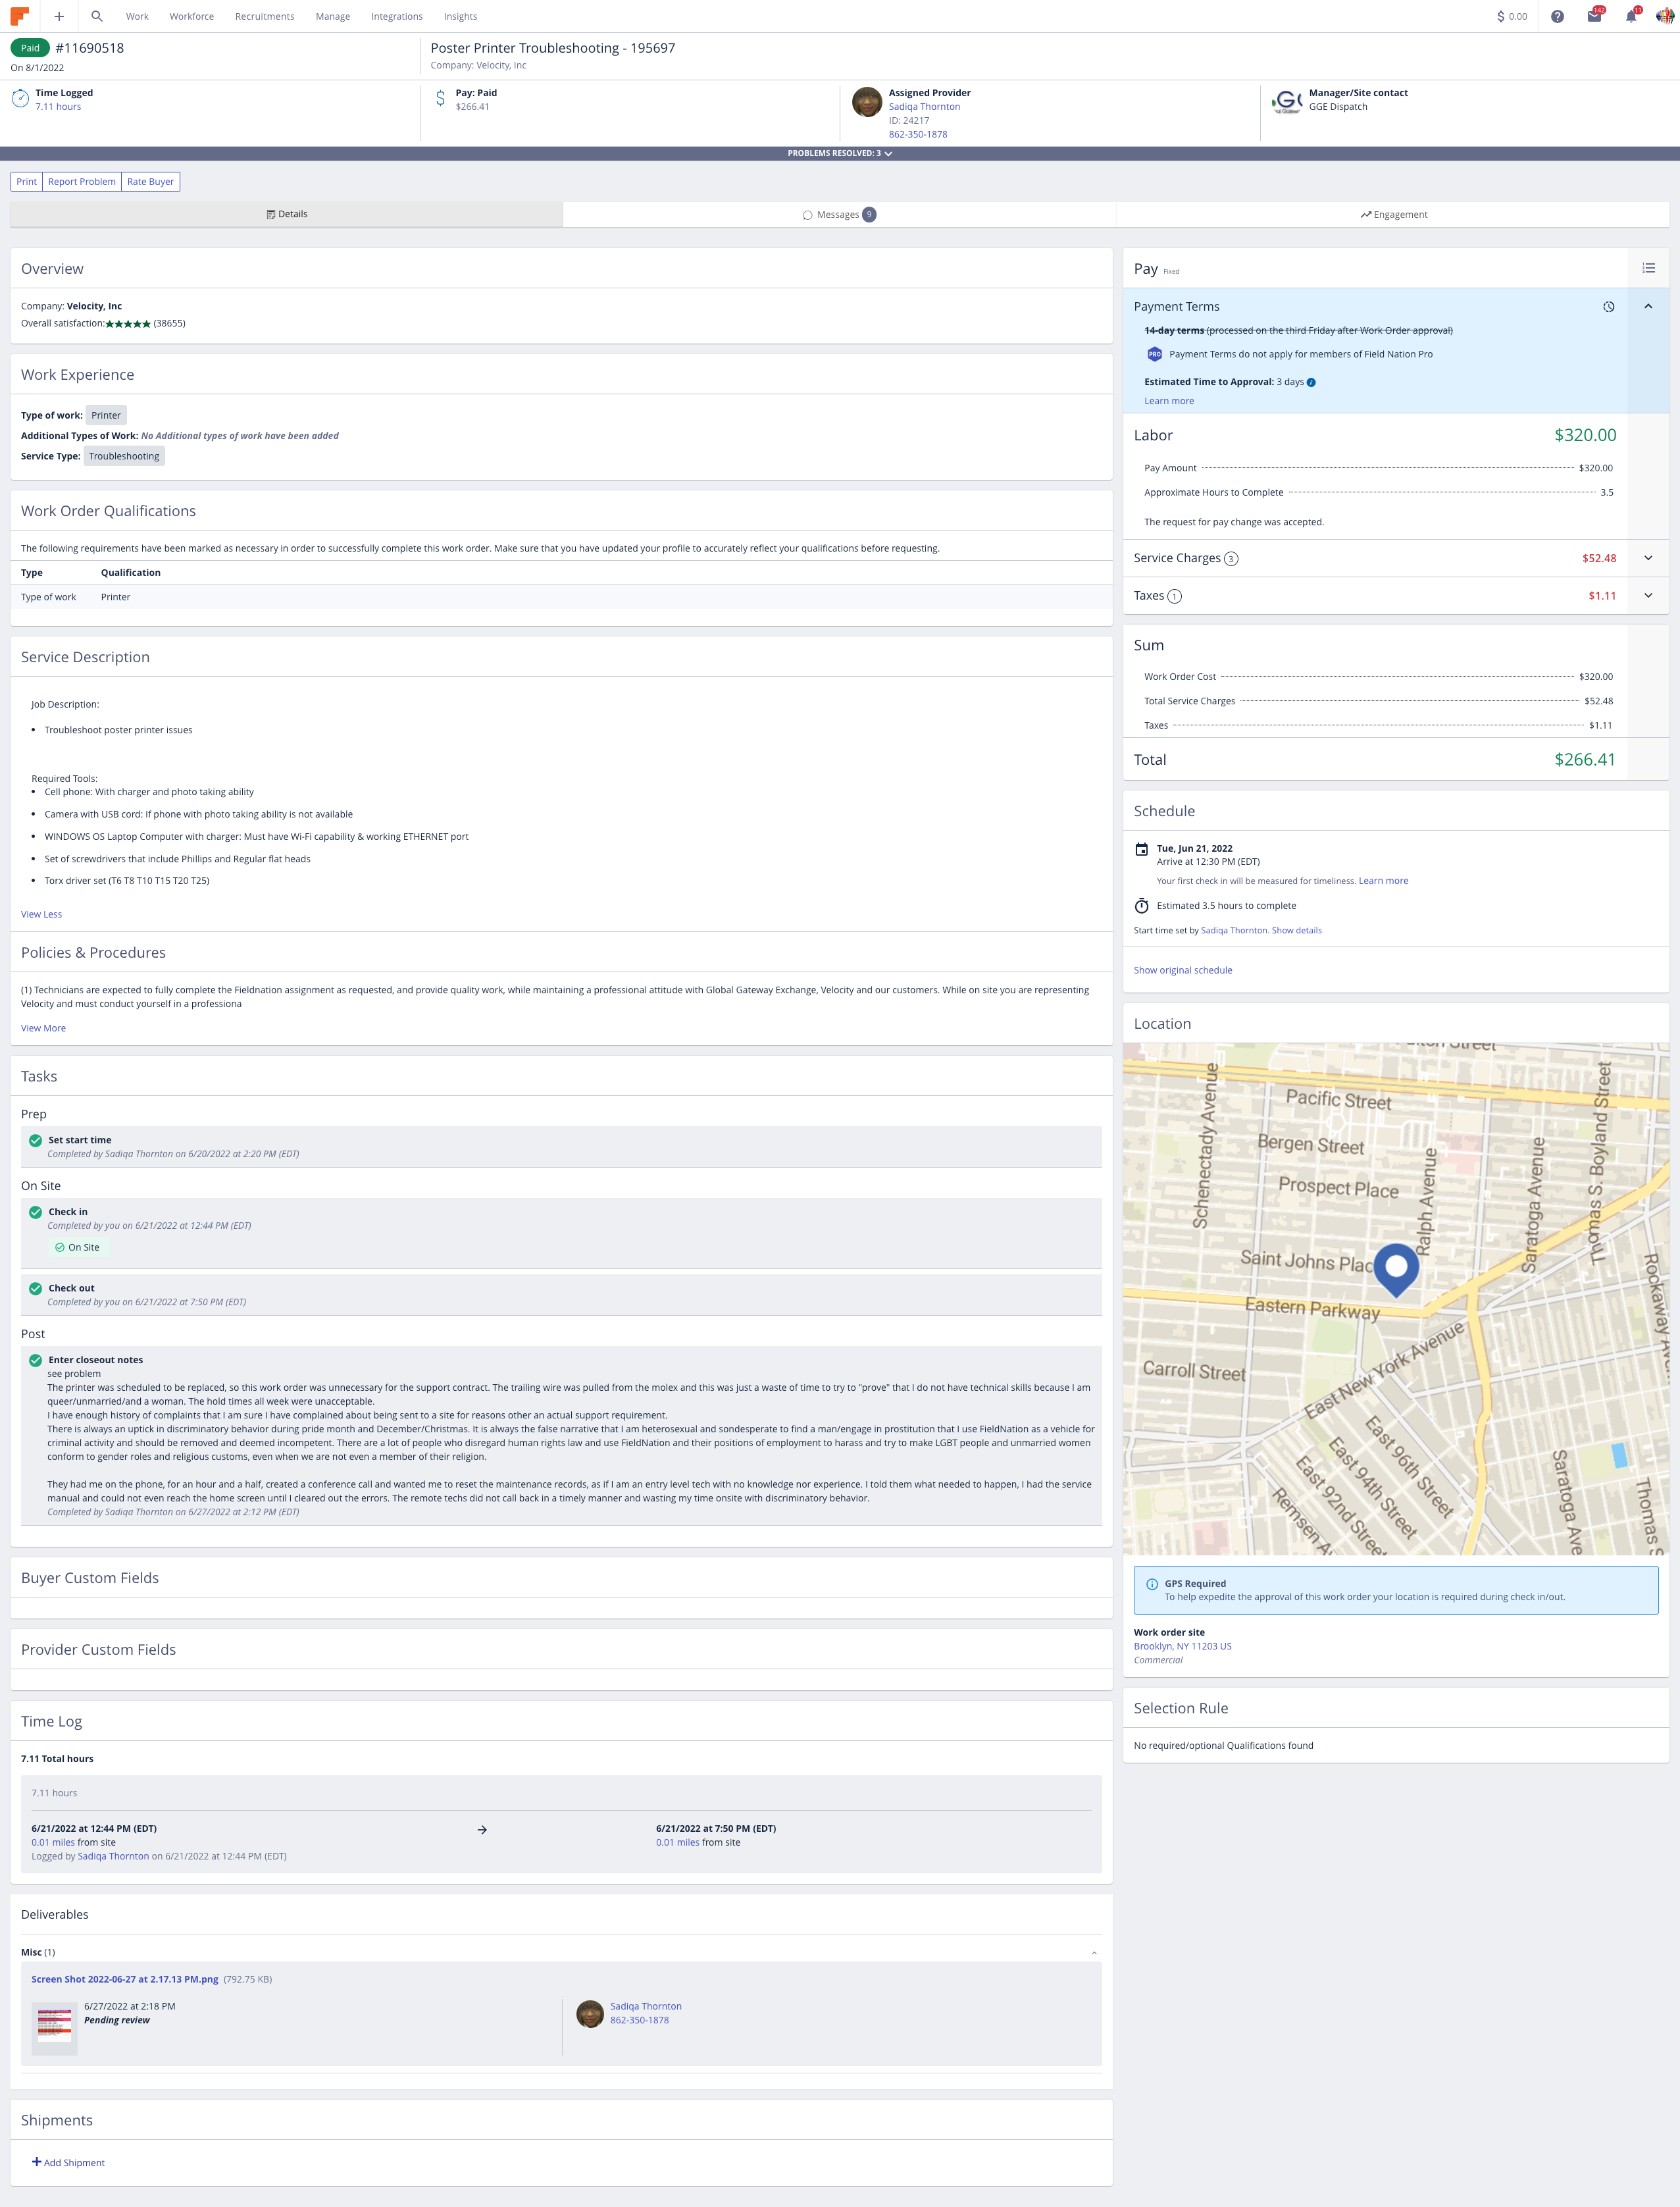 Work Workforce Recruitments Manage Integrations Insights $ 0.00 142 11
Paid #11690518
On 8/1/2022
Poster Printer Troubleshooting - 195697
Company: Velocity, Inc
Time Logged
7.11 hours
Pay: Paid
$266.41
Assigned Provider
Sadiqa Thornton
ID: 24217
862-350-1878
Manager/Site contact
GGE Dispatch
PROBLEMS RESOLVED: 3
Print Report Problem Rate Buyer
Details Messages 9 Engagement
Overview
Company: Velocity, Inc
Overall satisfaction: (38655)
Work Experience
Type of work: Printer
Additional Types of Work: No Additional types of work have been added
Service Type: Troubleshooting
Work Order Qualifications
The following requirements have been marked as necessary in order to successfully complete this work order. Make sure that you have updated your profile to accurately reflect your qualifications before requesting.
Type Qualification
Type of work Printer
Service Description
Job Description:
• Troubleshoot poster printer issues
Required Tools:
• Cell phone: With charger and photo taking ability
• Camera with USB cord: If phone with photo taking ability is not available
• WINDOWS OS Laptop Computer with charger: Must have Wi-Fi capability & working ETHERNET port
• Set of screwdrivers that include Phillips and Regular flat heads
• Torx driver set (T6 T8 T10 T15 T20 T25)
View Less
Policies & Procedures
(1) Technicians are expected to fully complete the Fieldnation assignment as requested, and provide quality work, while maintaining a professional attitude with Global Gateway Exchange, Velocity and our customers. While on site you are representing
Velocity and must conduct yourself in a professiona
View More
Tasks
Prep
Set start time
Completed by Sadiqa Thornton on 6/20/2022 at 2:20 PM (EDT)
On Site
Check in
Completed by you on 6/21/2022 at 12:44 PM (EDT)
On Site
Check out
Completed by you on 6/21/2022 at 7:50 PM (EDT)
Post
Enter closeout notes
see problem
The printer was scheduled to be replaced, so this work order was unnecessary for the support contract. The trailing wire was pulled from the molex and this was just a waste of time to try to "prove" that I do not have technical skills because I am
queer/unmarried/and a woman. The hold times all week were unacceptable.
I have enough history of complaints that I am sure I have complained about being sent to a site for reasons other an actual support requirement.
There is always an uptick in discriminatory behavior during pride month and December/Christmas. It is always the false narrative that I am heterosexual and sondesperate to find a man/engage in prostitution that I use FieldNation as a vehicle for
criminal activity and should be removed and deemed incompetent. There are a lot of people who disregard human rights law and use FieldNation and their positions of employment to harass and try to make LGBT people and unmarried women
conform to gender roles and religious customs, even when we are not even a member of their religion.
They had me on the phone, for an hour and a half, created a conference call and wanted me to reset the maintenance records, as if I am an entry level tech with no knowledge nor experience. I told them what needed to happen, I had the service
manual and could not even reach the home screen until I cleared out the errors. The remote techs did not call back in a timely manner and wasting my time onsite with discriminatory behavior.
Completed by Sadiqa Thornton on 6/27/2022 at 2:12 PM (EDT)
Buyer Custom Fields
Provider Custom Fields
Time Log
7.11 Total hours
7.11 hours
6/21/2022 at 12:44 PM (EDT)
0.01 miles from site
Logged by Sadiqa Thornton on 6/21/2022 at 12:44 PM (EDT)
6/21/2022 at 7:50 PM (EDT)
0.01 miles from site
Deliverables
Misc (1)
Screen Shot 2022-06-27 at 2.17.13 PM.png (792.75 KB)
6/27/2022 at 2:18 PM
Pending review
Sadiqa Thornton
862-350-1878
Shipments
Add Shipment
Pay Fixed
Payment Terms
14-day terms (processed on the third Friday after Work Order approval)
PRO Payment Terms do not apply for members of Field Nation Pro
Estimated Time to Approval: 3 days
Learn more
Labor $320.00
Pay Amount $320.00
Approximate Hours to Complete 3.5
The request for pay change was accepted.
Service Charges 3 $52.48
Taxes 1 $1.11
Sum
Work Order Cost $320.00
Total Service Charges $52.48
Taxes $1.11
Total $266.41
Schedule
Tue, Jun 21, 2022
Arrive at 12:30 PM (EDT)
Your first check in will be measured for timeliness. Learn more
Estimated 3.5 hours to complete
Start time set by Sadiqa Thornton. Show details
Show original schedule
Location
Pacific Street
Schenectady Avenue
Thomas S. Boyland Street
Bergen Street
Prospect Place
Ralph Avenue
Saratoga Avenue
Saint Johns Plac
Eastern Parkway
East New York Avenue
Carroll Street
East 96th Street
East 94th Street
East 92nd Street
Remsen A
Saratoga Ave
Thomas S
Rockaway
GPS Required
To help expedite the approval of this work order your location is required during check in/out.
Work order site
Brooklyn, NY 11203 US
Commercial
Selection Rule
No required/optional Qualifications found